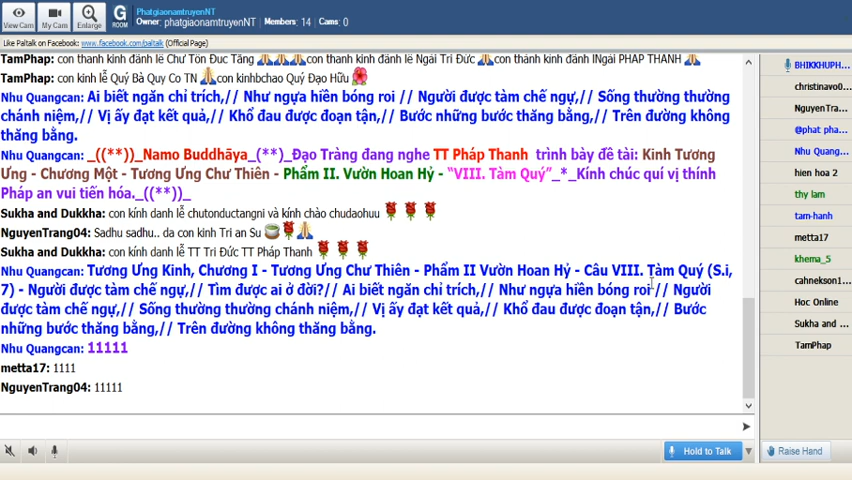 PhatgiaonamtruyenNT
Owner: phatgiaonamtruyenNT Members: 14 Cams: 0
View Cam My Cam Enlarge G ROOM
Like Paltalk on Facebook: www.facebook.com/paltalk (Official Page)
TamPhap: con thanh kính đảnh lễ Chư Tôn Đuc Tăng con thanh kính đảnh lễ Ngài Trí Đức con thành kính đảnh lNgài PHAP THANH
TamPhap: con kính lễ Quý Bà Quy Co TN con kinhbchao Quý Đạo Hữu
Nhu Quangcan: Ai biết ngăn chỉ trích,// Như ngựa hiền bóng roi // Người được tàm chế ngự,// Sống thường thường
chánh niệm,// Vị ấy đạt kết quả,// Khổ đau được đoạn tận,// Bước những bước thăng bằng,// Trên đường không
thăng bằng.
Nhu Quangcan: _((**))_Namo Buddhāya_(**)_Đạo Tràng đang nghe TT Pháp Thanh trình bày đề tài: Kinh Tương
Ưng - Chương Một - Tương Ưng Chư Thiên - Phẩm II. Vườn Hoan Hỷ - “VIII. Tàm Quý”_*_Kính chúc quí vị thính
Pháp an vui tiến hóa._((**))_
Sukha and Dukkha: con kính danh lễ chutonductangni và kính chào chudaohuu
NguyenTrang04: Sadhu sadhu.. da con kinh Tri an Su
Sukha and Dukkha: con kính danh lễ TT Tri Đức TT Pháp Thanh
Nhu Quangcan: Tương Ưng Kinh, Chương I - Tương Ưng Chư Thiên - Phẩm II Vườn Hoan Hỷ - Câu VIII. Tàm Quý (S.i,
7) - Người được tàm chế ngự,// Tìm được ai ở đời?// Ai biết ngăn chỉ trích,// Như ngựa hiền bóng roi // Người
được tàm chế ngự,// Sống thường thường chánh niệm,// Vị ấy đạt kết quả,// Khổ đau được đoạn tận,// Bước
những bước thăng bằng,// Trên đường không thăng bằng.
Nhu Quangcan: 11111
metta17: 1111
NguyenTrang04: 11111
Hold to Talk
BHIKKHUPH...
christinavo0...
NguyenTran...
@phat pha...
Nhu Quang...
hien hoa 2
thy lam
tam-hanh
metta17
khema_5
cahnekson1...
Hoc Online
Sukha and ...
TamPhap
Raise Hand